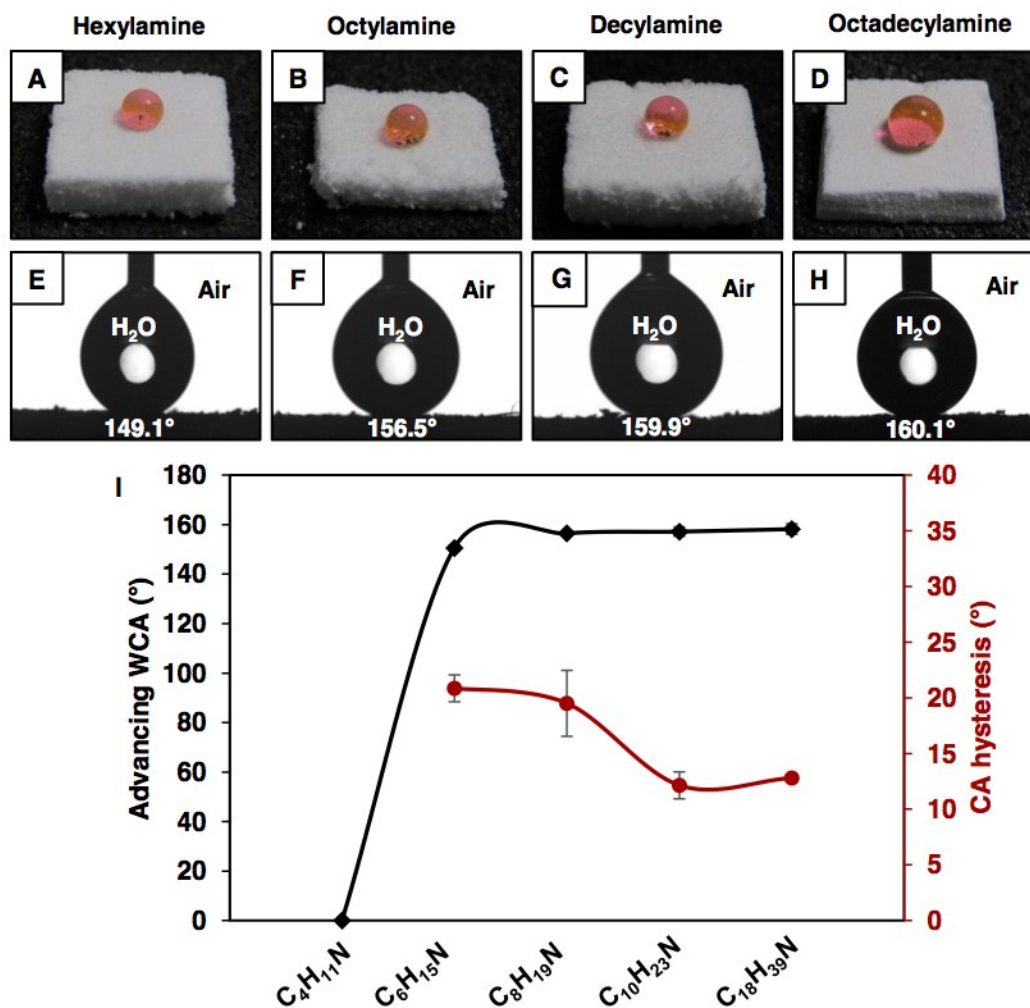 Hexylamine Octylamine Decylamine Octadecylamine
A B C D
E Air F Air G Air H Air
H₂O H₂O H₂O H₂O
149.1° 156.5° 159.9° 160.1°
I
180 40
160 35
140 30
120 25
100 20
80 15
60 10
40 5
20 0
0
Advancing WCA (°)
CA hysteresis (°)
C₄H₁₁N C₆H₁₅N C₈H₁₉N C₁₀H₂₃N C₁₈H₃₉N